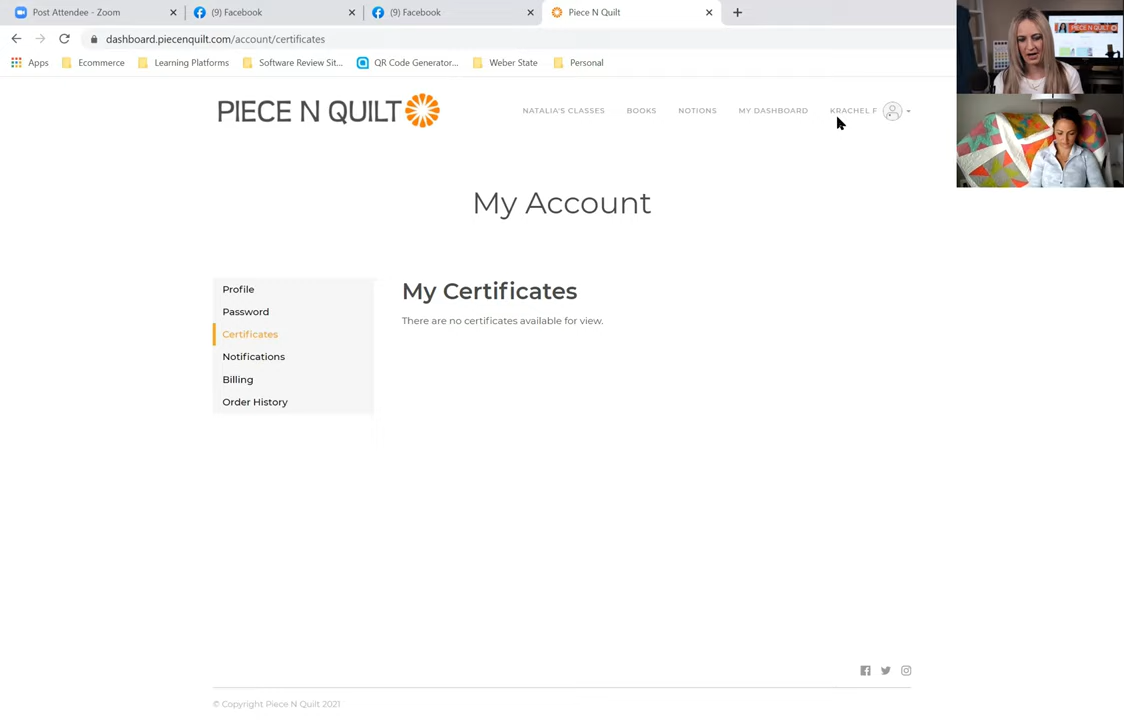 Post Attendee - Zoom
(9) Facebook
(9) Facebook
Piece N Quilt
dashboard.piecenquilt.com/account/certificates
Apps
Ecommerce
Learning Platforms
Software Review Sit...
QR Code Generator...
Weber State
Personal
PIECE N QUILT
NATALIA'S CLASSES
BOOKS
NOTIONS
MY DASHBOARD
KRACHEL F
My Account
Profile
Password
Certificates
Notifications
Billing
Order History
My Certificates
There are no certificates available for view.
© Copyright Piece N Quilt 2021